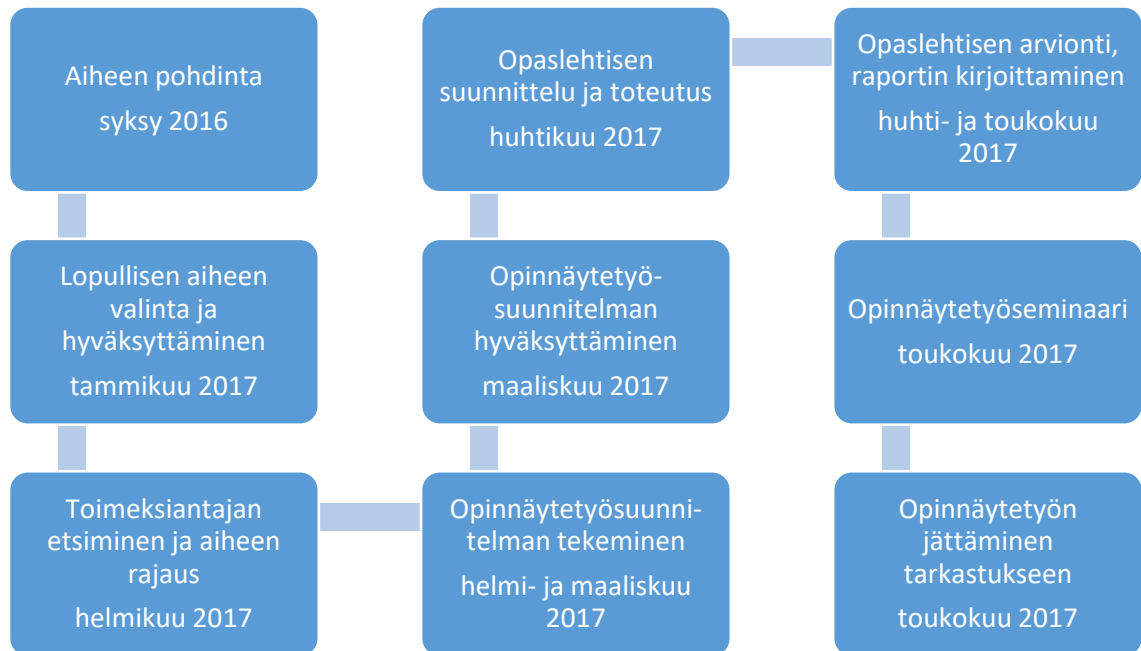 Aiheen pohdinta
syksy 2016
Lopullisen aiheen
valinta ja
hyväksyttäminen
tammikuu 2017
Toimeksiantajan
etsiminen ja aiheen
rajaus
helmikuu 2017
Opinnäytetyösuunni-
telman tekeminen
helmi- ja maaliskuu
2017
Opinnäytetyö-
suunnitelman
hyväksyttäminen
maaliskuu 2017
Opaslehtisen
suunnittelu ja toteutus
huhtikuu 2017
Opaslehtisen arvionti,
raportin kirjoittaminen
huhti- ja toukokuu
2017
Opinnäytetyöseminaari
toukokuu 2017
Opinnäytetyön
jättäminen
tarkastukseen
toukokuu 2017